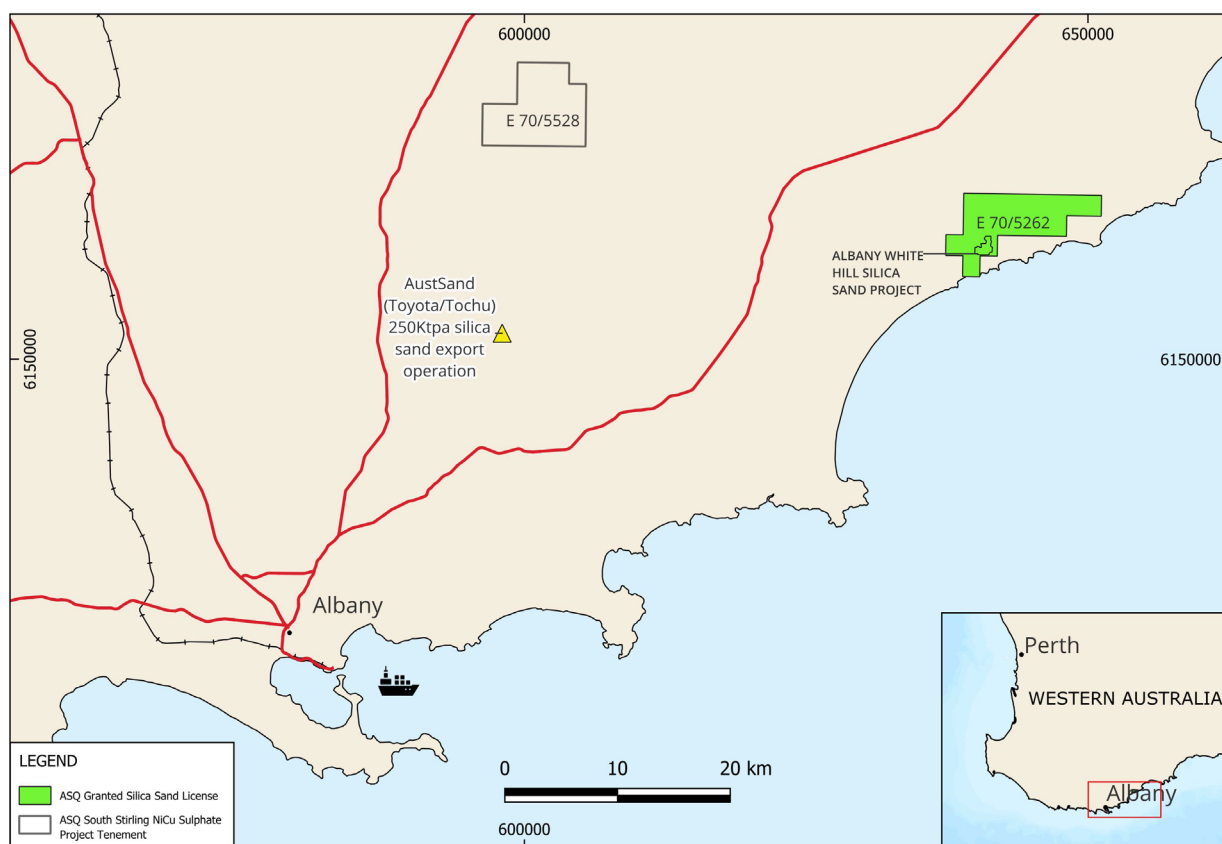 600000
650000
E 70/5528
E 70/5262
ALBANY WHITE
HILL SILICA
SAND PROJECT
AustSand
(Toyota/Tochu)
250Ktpa silica
sand export
operation
6150000
6150000
Albany
Perth
WESTERN AUSTRALIA
Albany
LEGEND
ASQ Granted Silica Sand License
ASQ South Stirling NiCu Sulphate
Project Tenement
0 10 20 km
600000